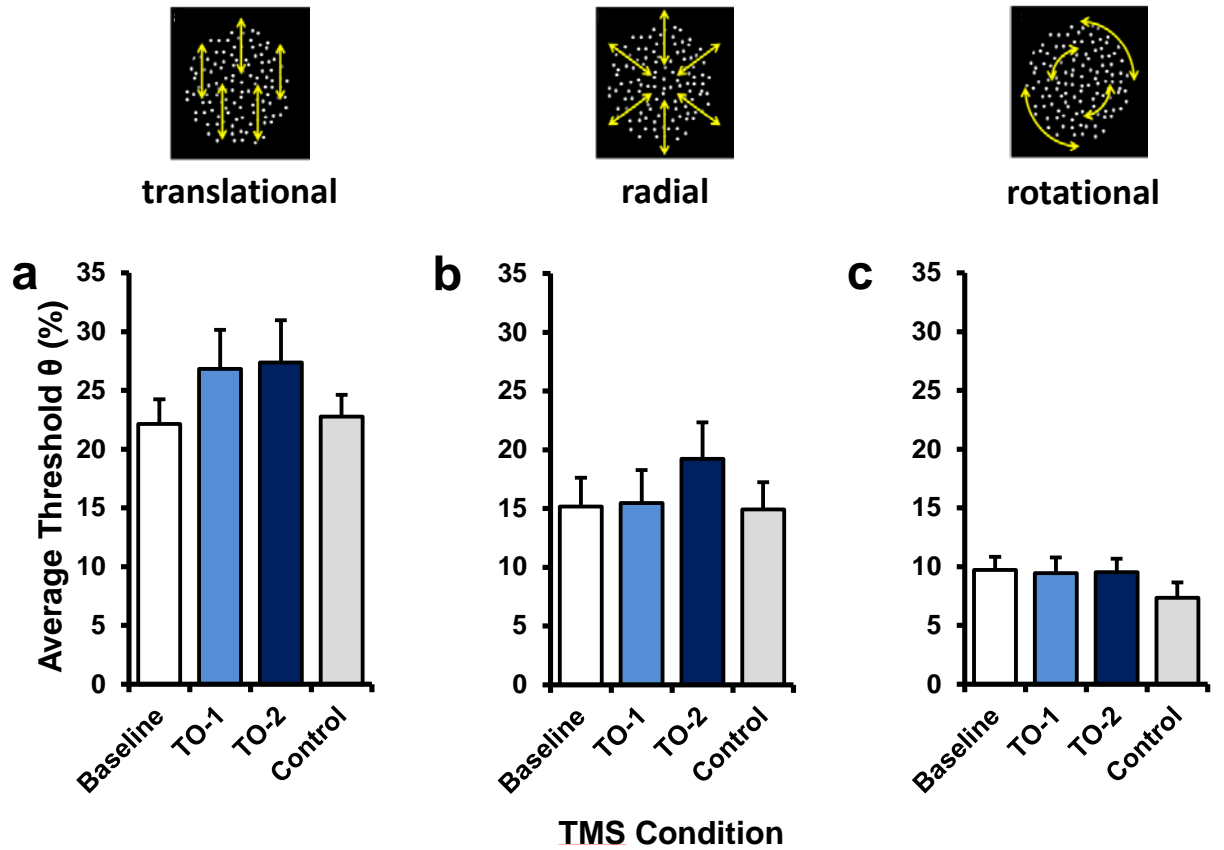 translational
radial
rotational
a
b
c
Average Threshold θ (%)
35
30
25
20
15
10
5
0
Baseline
TO-1
TO-2
Control
35
30
25
20
15
10
5
0
Baseline
TO-1
TO-2
Control
35
30
25
20
15
10
5
0
Baseline
TO-1
TO-2
Control
TMS Condition